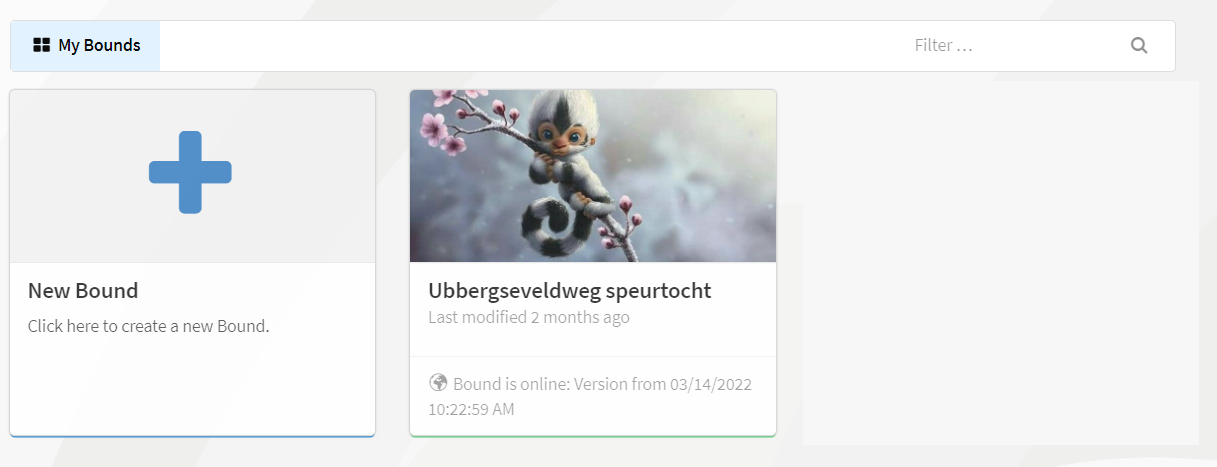 My Bounds
Filter ...
New Bound
Click here to create a new Bound.
Ubbergseveldweg speurtocht
Last modified 2 months ago
Bound is online: Version from 03/14/2022
10:22:59 AM